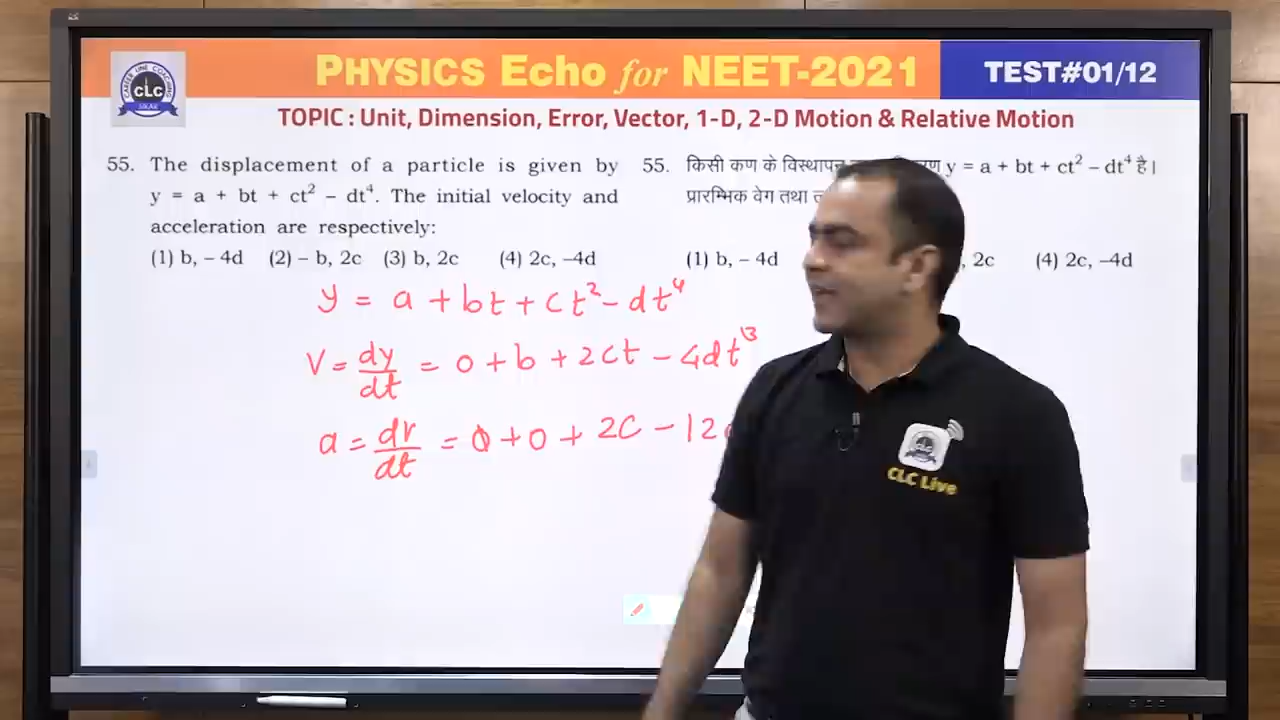 PHYSICS Echo for NEET-2021
TEST#01/12
CLC
TOPIC : Unit, Dimension, Error, Vector, 1-D, 2-D Motion & Relative Motion
55. The displacement of a particle is given by
y = a + bt + ct² – dt⁴. The initial velocity and
acceleration are respectively:
(1) b, – 4d (2) – b, 2c (3) b, 2c (4) 2c, –4d
55. किसी कण के विस्थापन y = a + bt + ct² – dt⁴ है।
प्रारम्भिक वेग तथा
(1) b, – 4d , 2c (4) 2c, –4d
y = a + bt + ct² – dt⁴
V = dy/dt = 0 + b + 2ct – 4dt³
a = dv/dt = 0 + 0 + 2c – 12
CLC Live